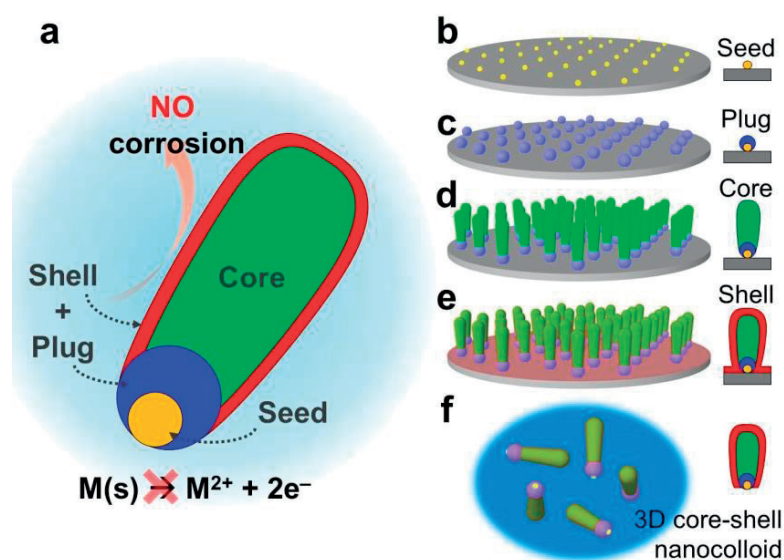 a
NO
corrosion
Shell
+
Plug
Core
Seed
M(s) → M²⁺ + 2e⁻
b
Seed
c
Plug
d
Core
e
Shell
f
3D core-shell
nanocolloid